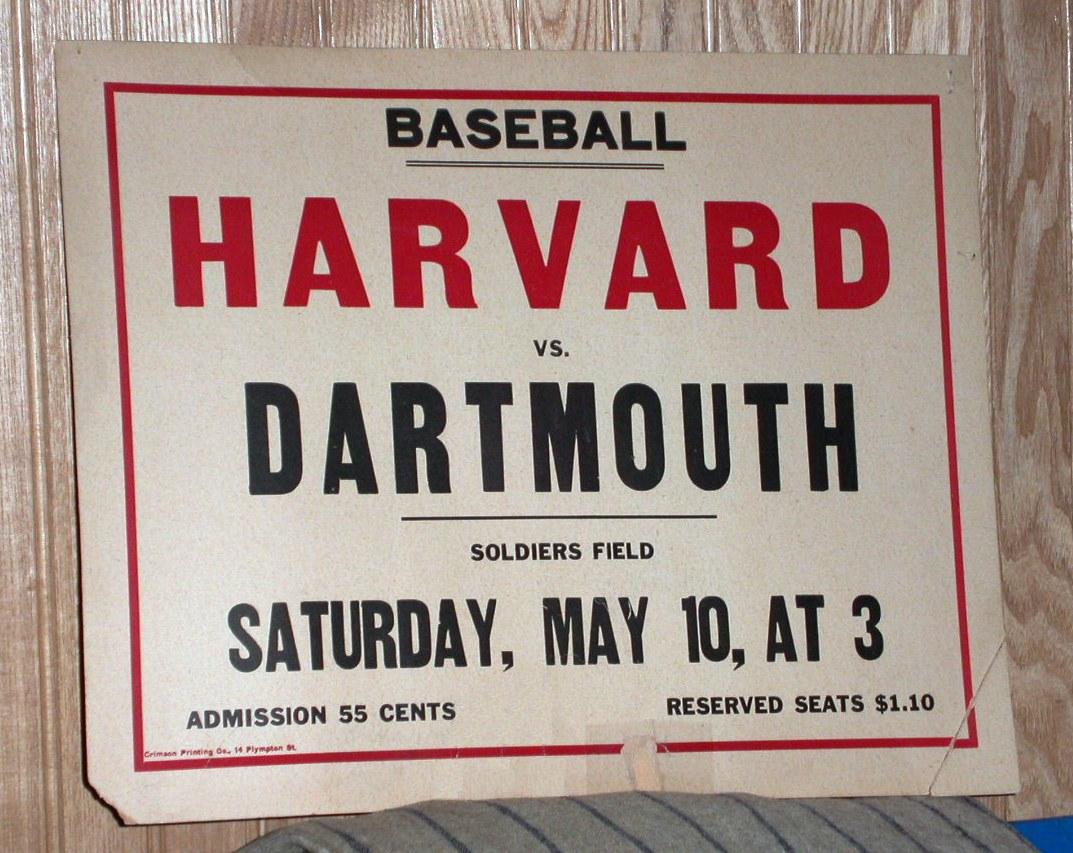 BASEBALL
HARVARD
VS.
DARTMOUTH
SOLDIERS FIELD
SATURDAY, MAY 10, AT 3
ADMISSION 55 CENTS RESERVED SEATS $1.10
Crimson Printing Co., 14 Plympton St.